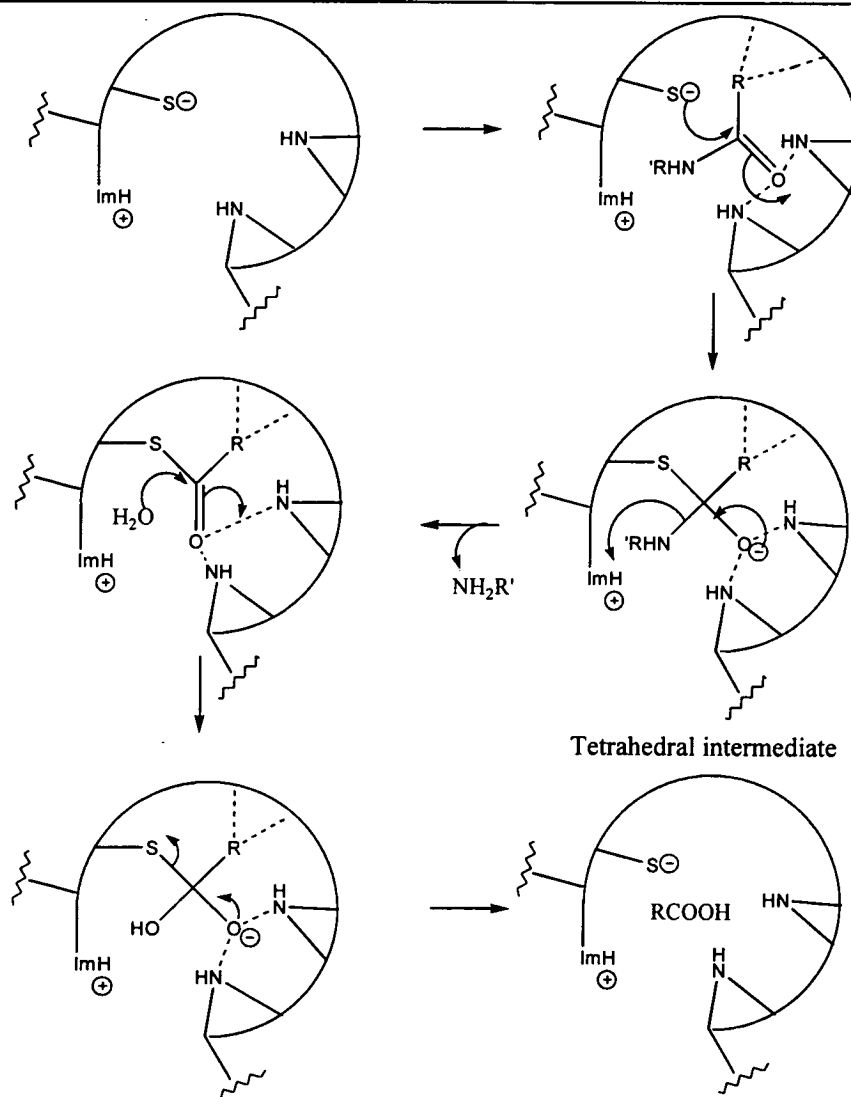 S⊖
HN
HN
ImH
⊕
S⊖
R
HN
'RHN
O
HN
ImH
⊕
S
R
H
N
H₂O
O
NH
ImH
⊕
S
R
H
N
'RHN
O⊖
ImH
⊕
HN
NH₂R'
Tetrahedral intermediate
S
R
H
N
HO
O⊖
HN
ImH
⊕
S⊖
RCOOH
HN
H
N
ImH
⊕